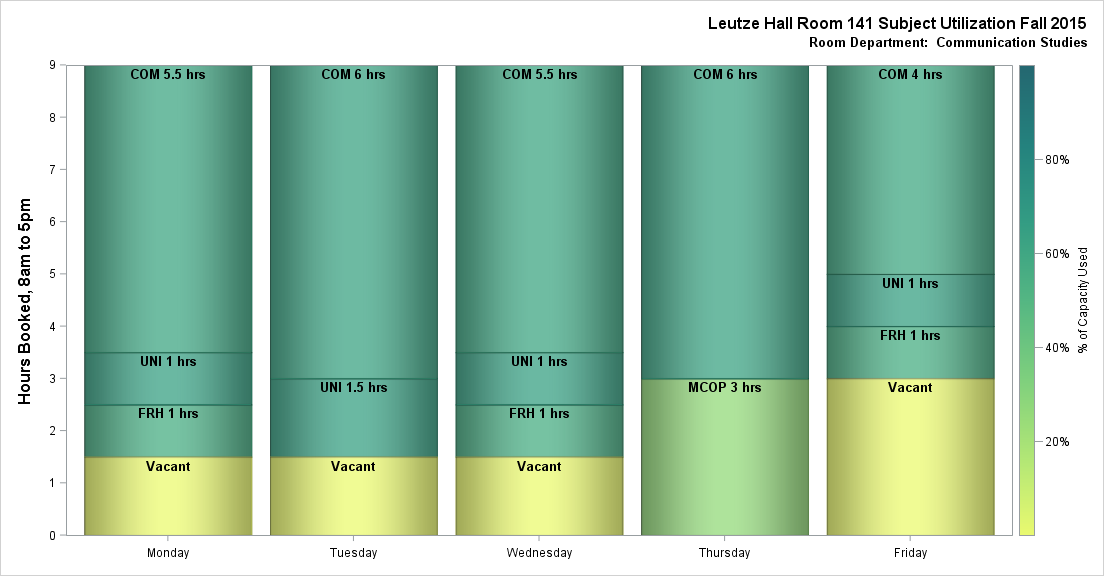 Leutze Hall Room 141 Subject Utilization Fall 2015
Room Department:  Communication Studies
Hours Booked, 8am to 5pm
9
8
7
6
5
4
3
2
1
0
COM 5.5 hrs
UNI 1 hrs
FRH 1 hrs
Vacant
Monday
COM 6 hrs
UNI 1.5 hrs
Vacant
Tuesday
COM 5.5 hrs
UNI 1 hrs
FRH 1 hrs
Vacant
Wednesday
COM 6 hrs
MCOP 3 hrs
Thursday
COM 4 hrs
UNI 1 hrs
FRH 1 hrs
Vacant
Friday
80%
60%
40%
20%
% of Capacity Used